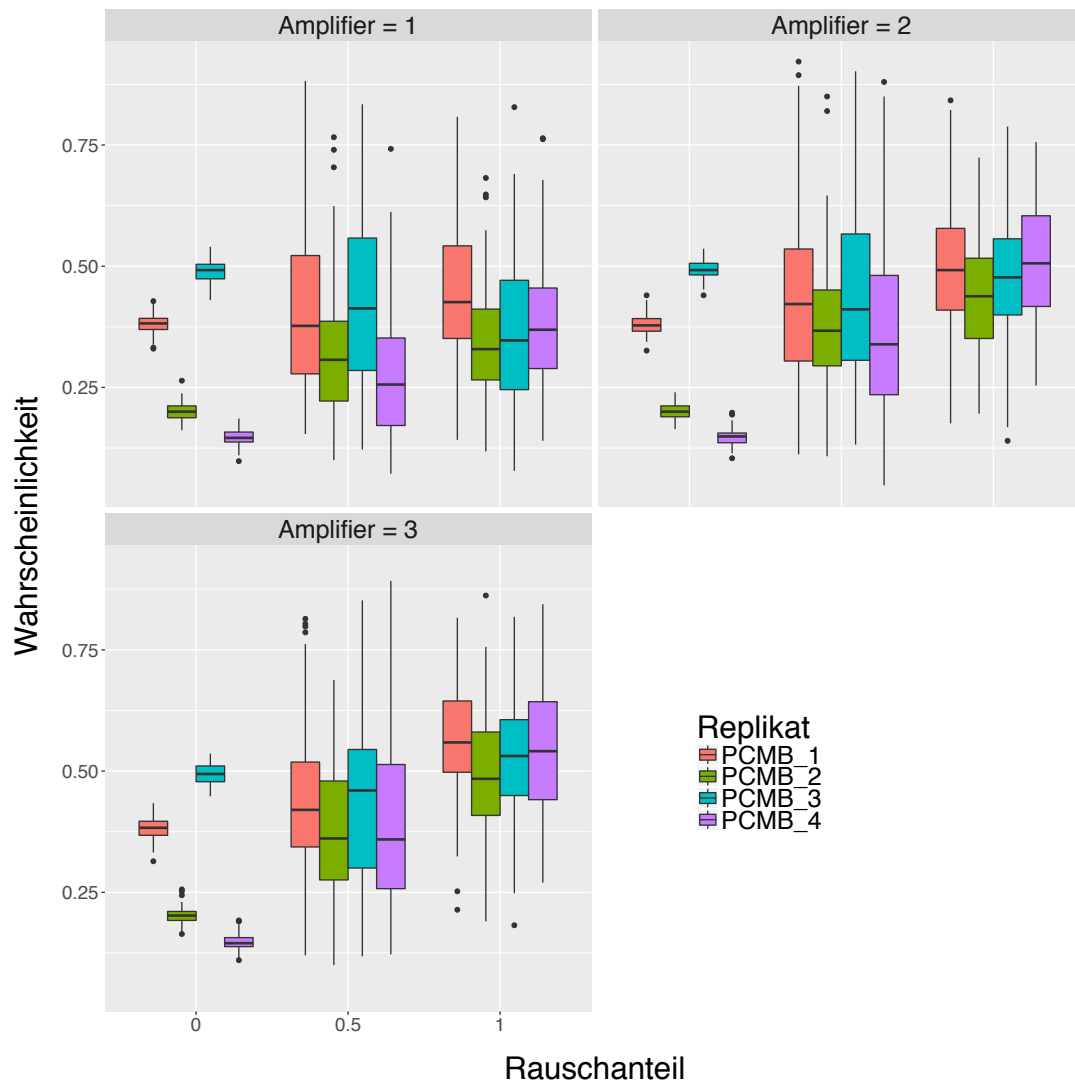 Amplifier = 1
Amplifier = 2
0.75
0.50
0.25
Wahrscheinlichkeit
Amplifier = 3
0.75
0.50
0.25
0
0.5
1
Rauschanteil
Replikat
PCMB_1
PCMB_2
PCMB_3
PCMB_4